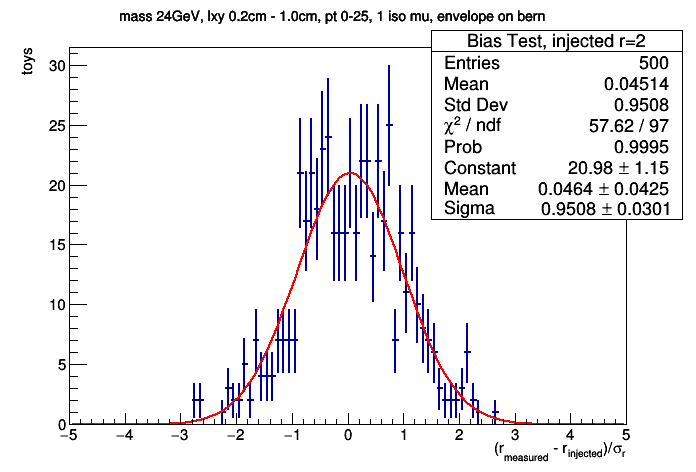 mass 24GeV, lxy 0.2cm - 1.0cm, pt 0-25, 1 iso mu, envelope on bern
Bias Test, injected r=2
Entries 500
Mean 0.04514
Std Dev 0.9508
χ² / ndf 57.62 / 97
Prob 0.9995
Constant 20.98 ± 1.15
Mean 0.0464 ± 0.0425
Sigma 0.9508 ± 0.0301
toys
30
25
20
15
10
5
0
−5 −4 −3 −2 −1 0 1 2 3 4 5
(r_measured - r_injected)/σ_r